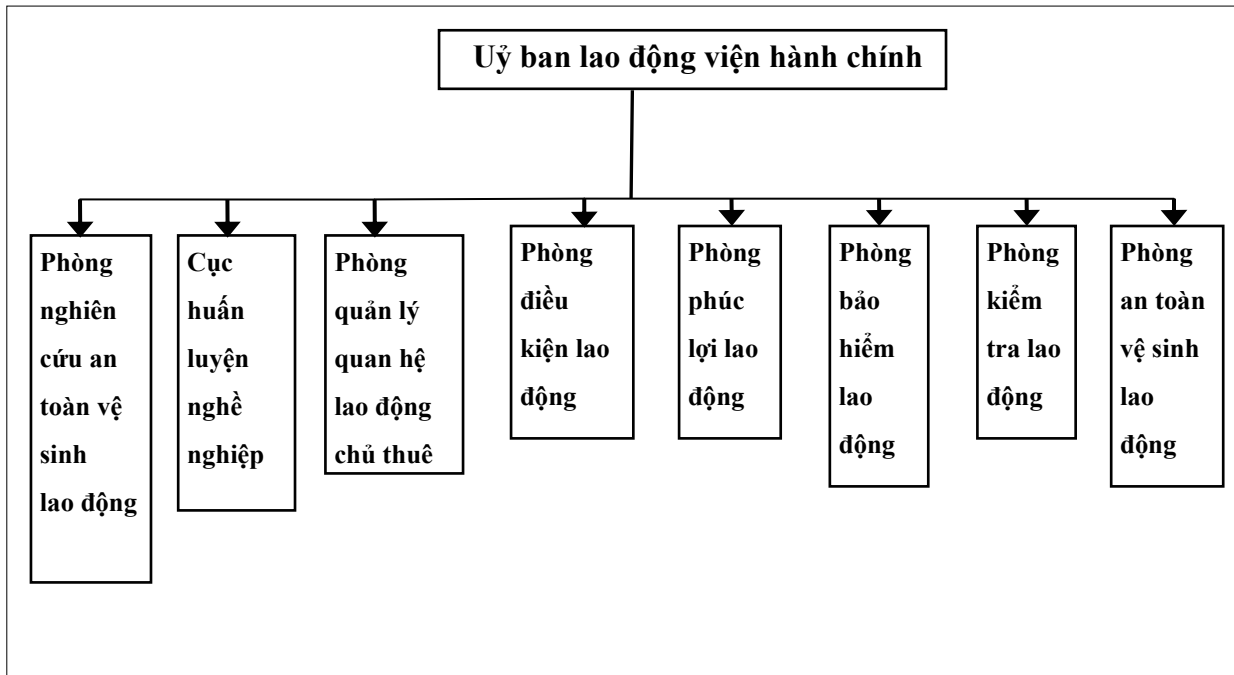 Uỷ ban lao động viện hành chính
Phòng
nghiên
cứu an
toàn vệ
sinh
lao động
Cục
huấn
luyện
nghề
nghiệp
Phòng
quản lý
quan hệ
lao động
chủ thuê
Phòng
điều
kiện lao
động
Phòng
phúc
lợi lao
động
Phòng
bảo
hiểm
lao
động
Phòng
kiểm
tra lao
động
Phòng
an toàn
vệ sinh
lao
động